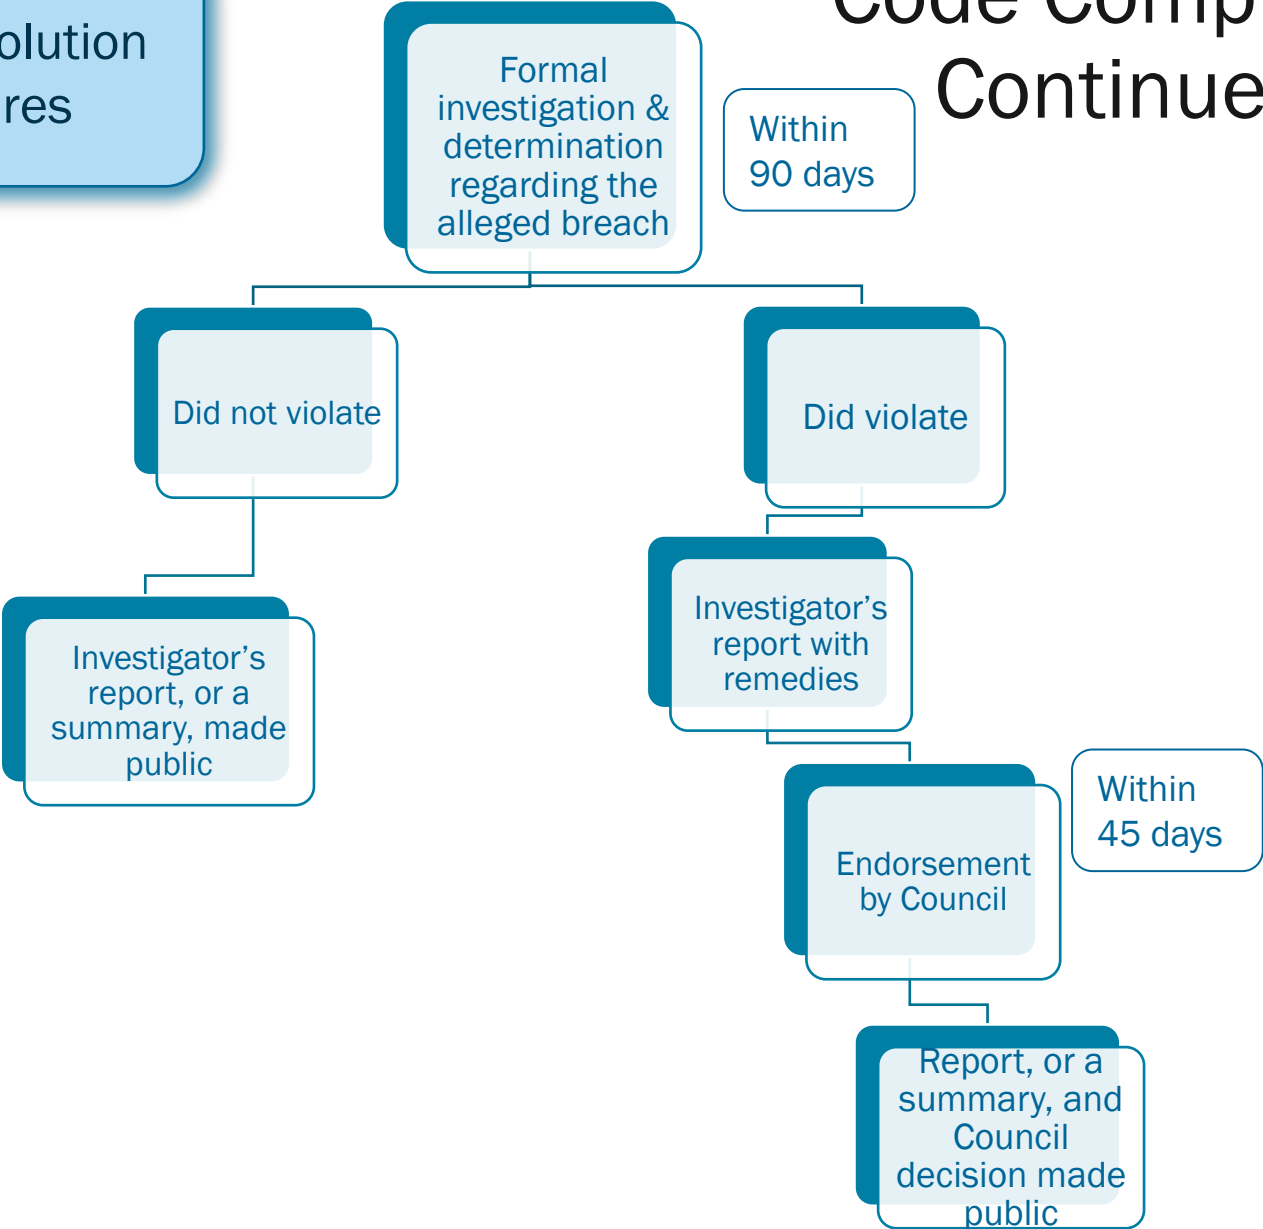 olution
res
Code Comp
Continue
Formal
investigation &
determination
regarding the
alleged breach
Within
90 days
Did not violate
Did violate
Investigator’s
report, or a
summary, made
public
Investigator’s
report with
remedies
Endorsement
by Council
Within
45 days
Report, or a
summary, and
Council
decision made
public